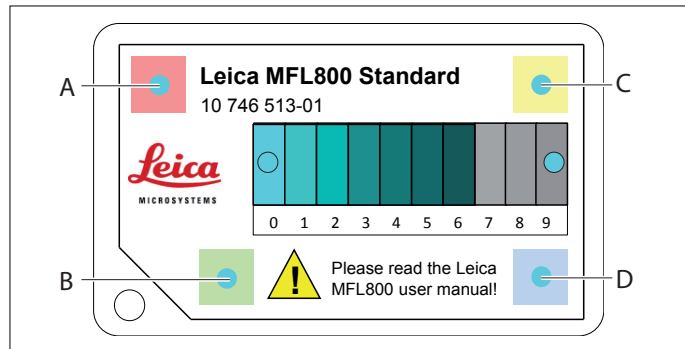 A
Leica MFL800 Standard
C
10 746 513-01
Leica
MICROSYSTEMS
0 1 2 3 4 5 6 7 8 9
B
! Please read the Leica
MFL800 user manual!
D